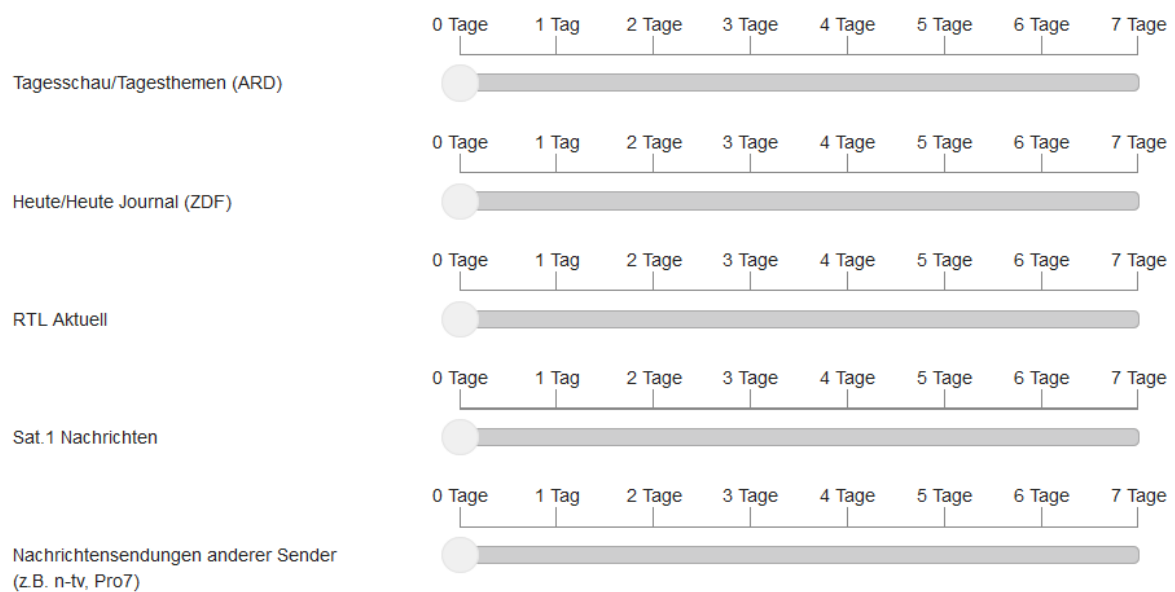 0 Tage 1 Tag 2 Tage 3 Tage 4 Tage 5 Tage 6 Tage 7 Tage
Tagesschau/Tagesthemen (ARD)
0 Tage 1 Tag 2 Tage 3 Tage 4 Tage 5 Tage 6 Tage 7 Tage
Heute/Heute Journal (ZDF)
0 Tage 1 Tag 2 Tage 3 Tage 4 Tage 5 Tage 6 Tage 7 Tage
RTL Aktuell
0 Tage 1 Tag 2 Tage 3 Tage 4 Tage 5 Tage 6 Tage 7 Tage
Sat.1 Nachrichten
0 Tage 1 Tag 2 Tage 3 Tage 4 Tage 5 Tage 6 Tage 7 Tage
Nachrichtensendungen anderer Sender
(z.B. n-tv, Pro7)